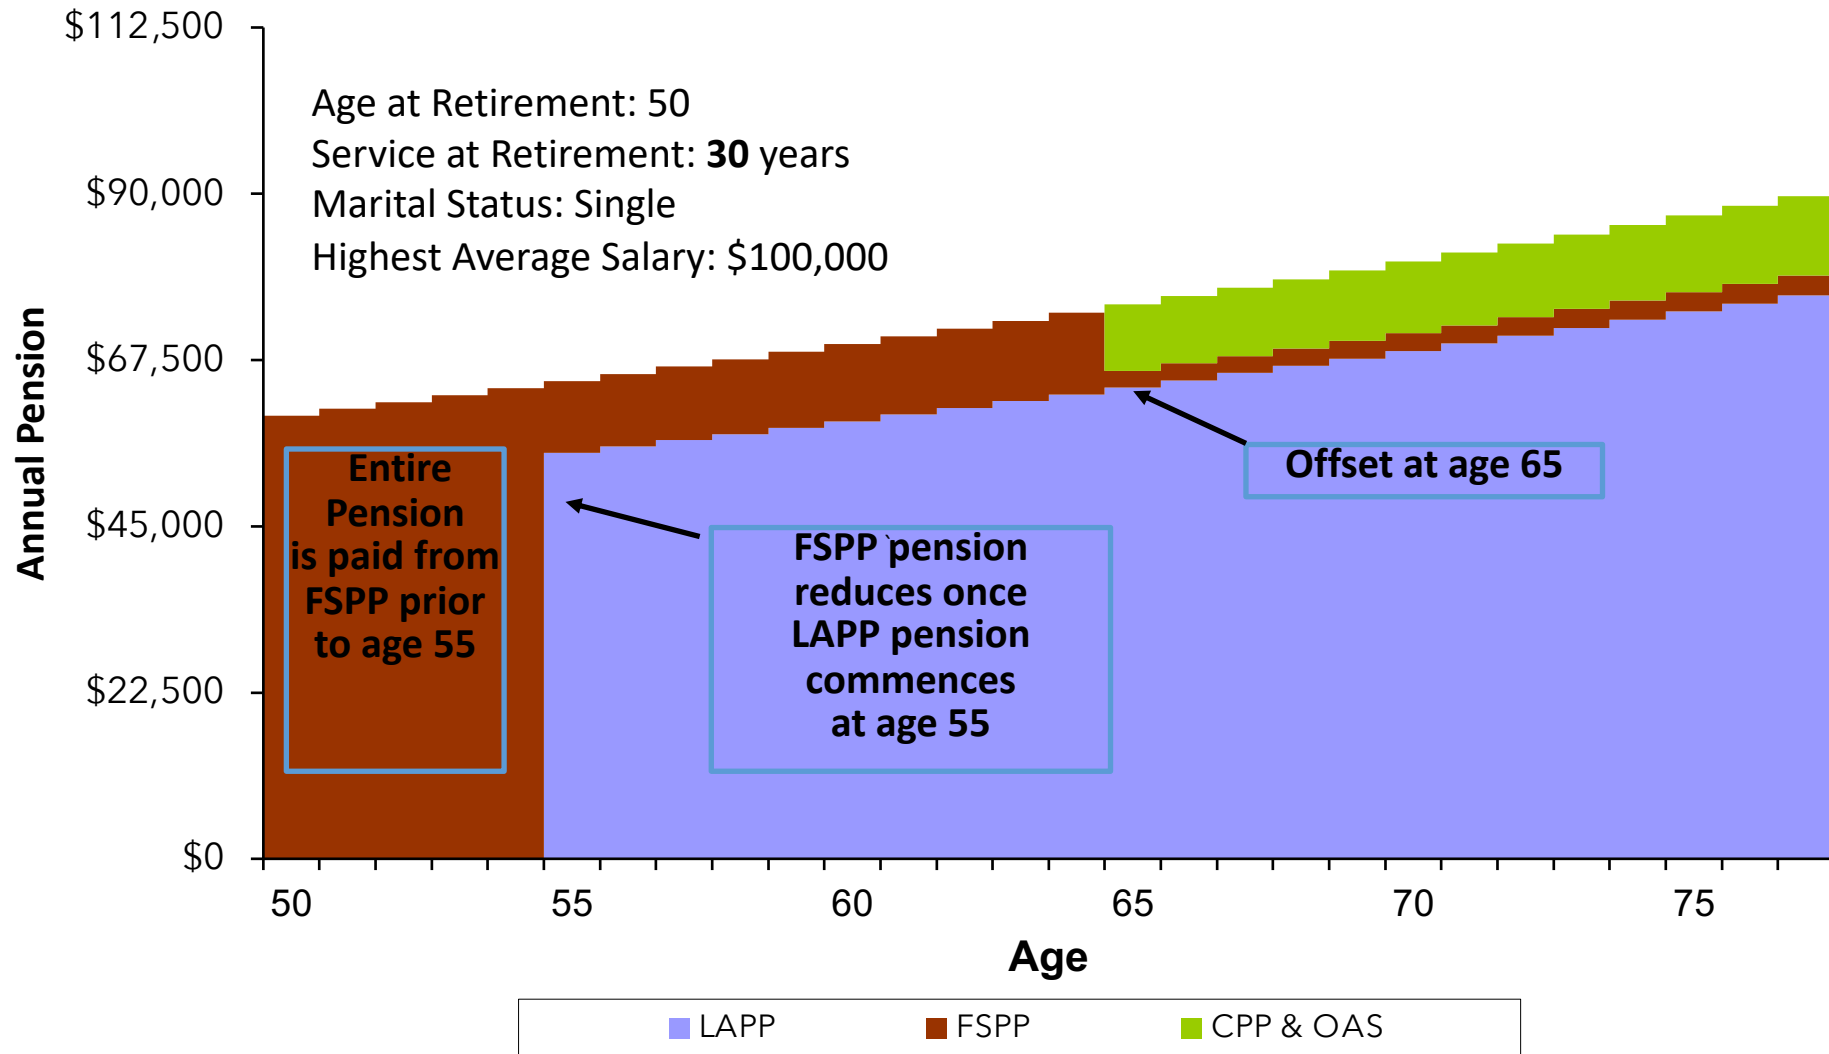 $112,500
$90,000
$67,500
$45,000
$22,500
$0
Annual Pension
Age at Retirement: 50
Service at Retirement: 30 years
Marital Status: Single
Highest Average Salary: $100,000
Entire
Pension
is paid from
FSPP prior
to age 55
FSPP `pension
reduces once
LAPP pension
commences
at age 55
Offset at age 65
50 55 60 65 70 75
Age
LAPP FSPP CPP & OAS